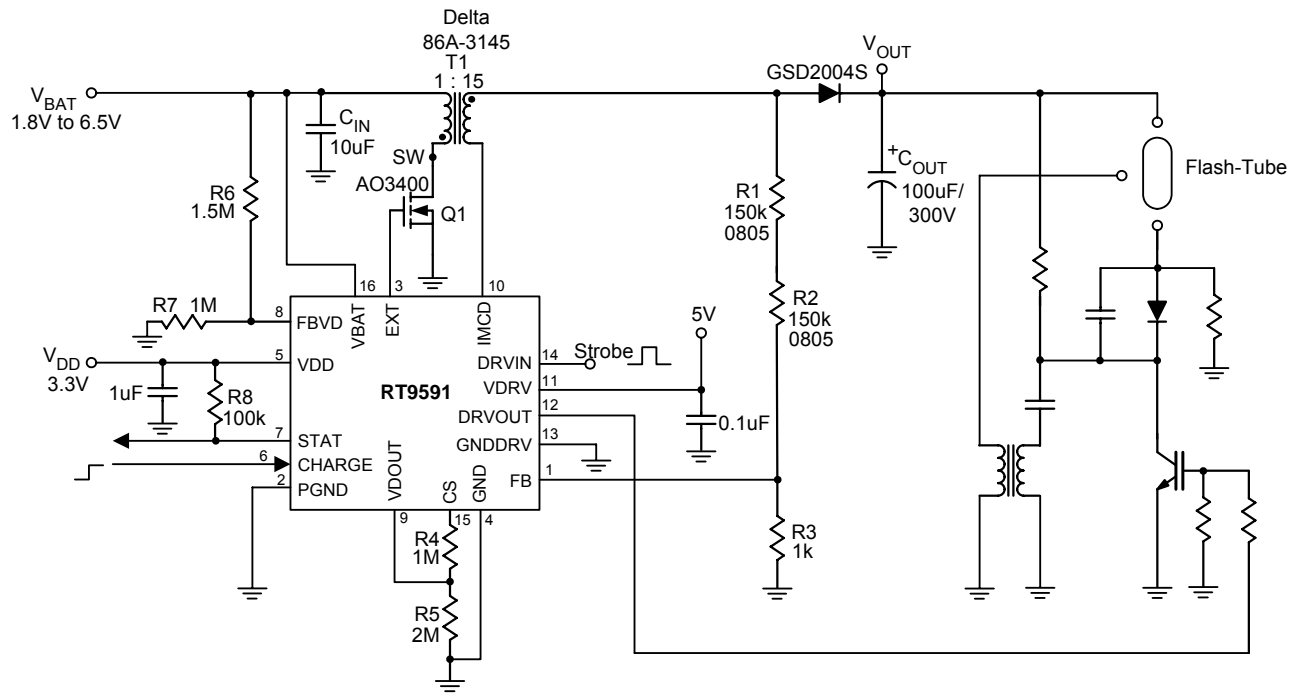 Delta
86A-3145
T1
1 : 15
VOUT
GSD2004S
VBAT
1.8V to 6.5V
CIN
10uF
SW
AO3400
Q1
R6
1.5M
R1
150k
0805
+
COUT
100uF/
300V
Flash-Tube
R2
150k
0805
R7 1M
8
FBVD
16
VBAT
3
EXT
10
IMCD
5V
VDD
3.3V
5
VDD
1uF
R8
100k
RT9591
DRVIN
14
Strobe
VDRV
11
DRVOUT
12
0.1uF
GNDDRV
13
7
STAT
6
CHARGE
2
PGND
FB
1
VDOUT
9
CS
15
GND
4
R4
1M
R5
2M
R3
1k